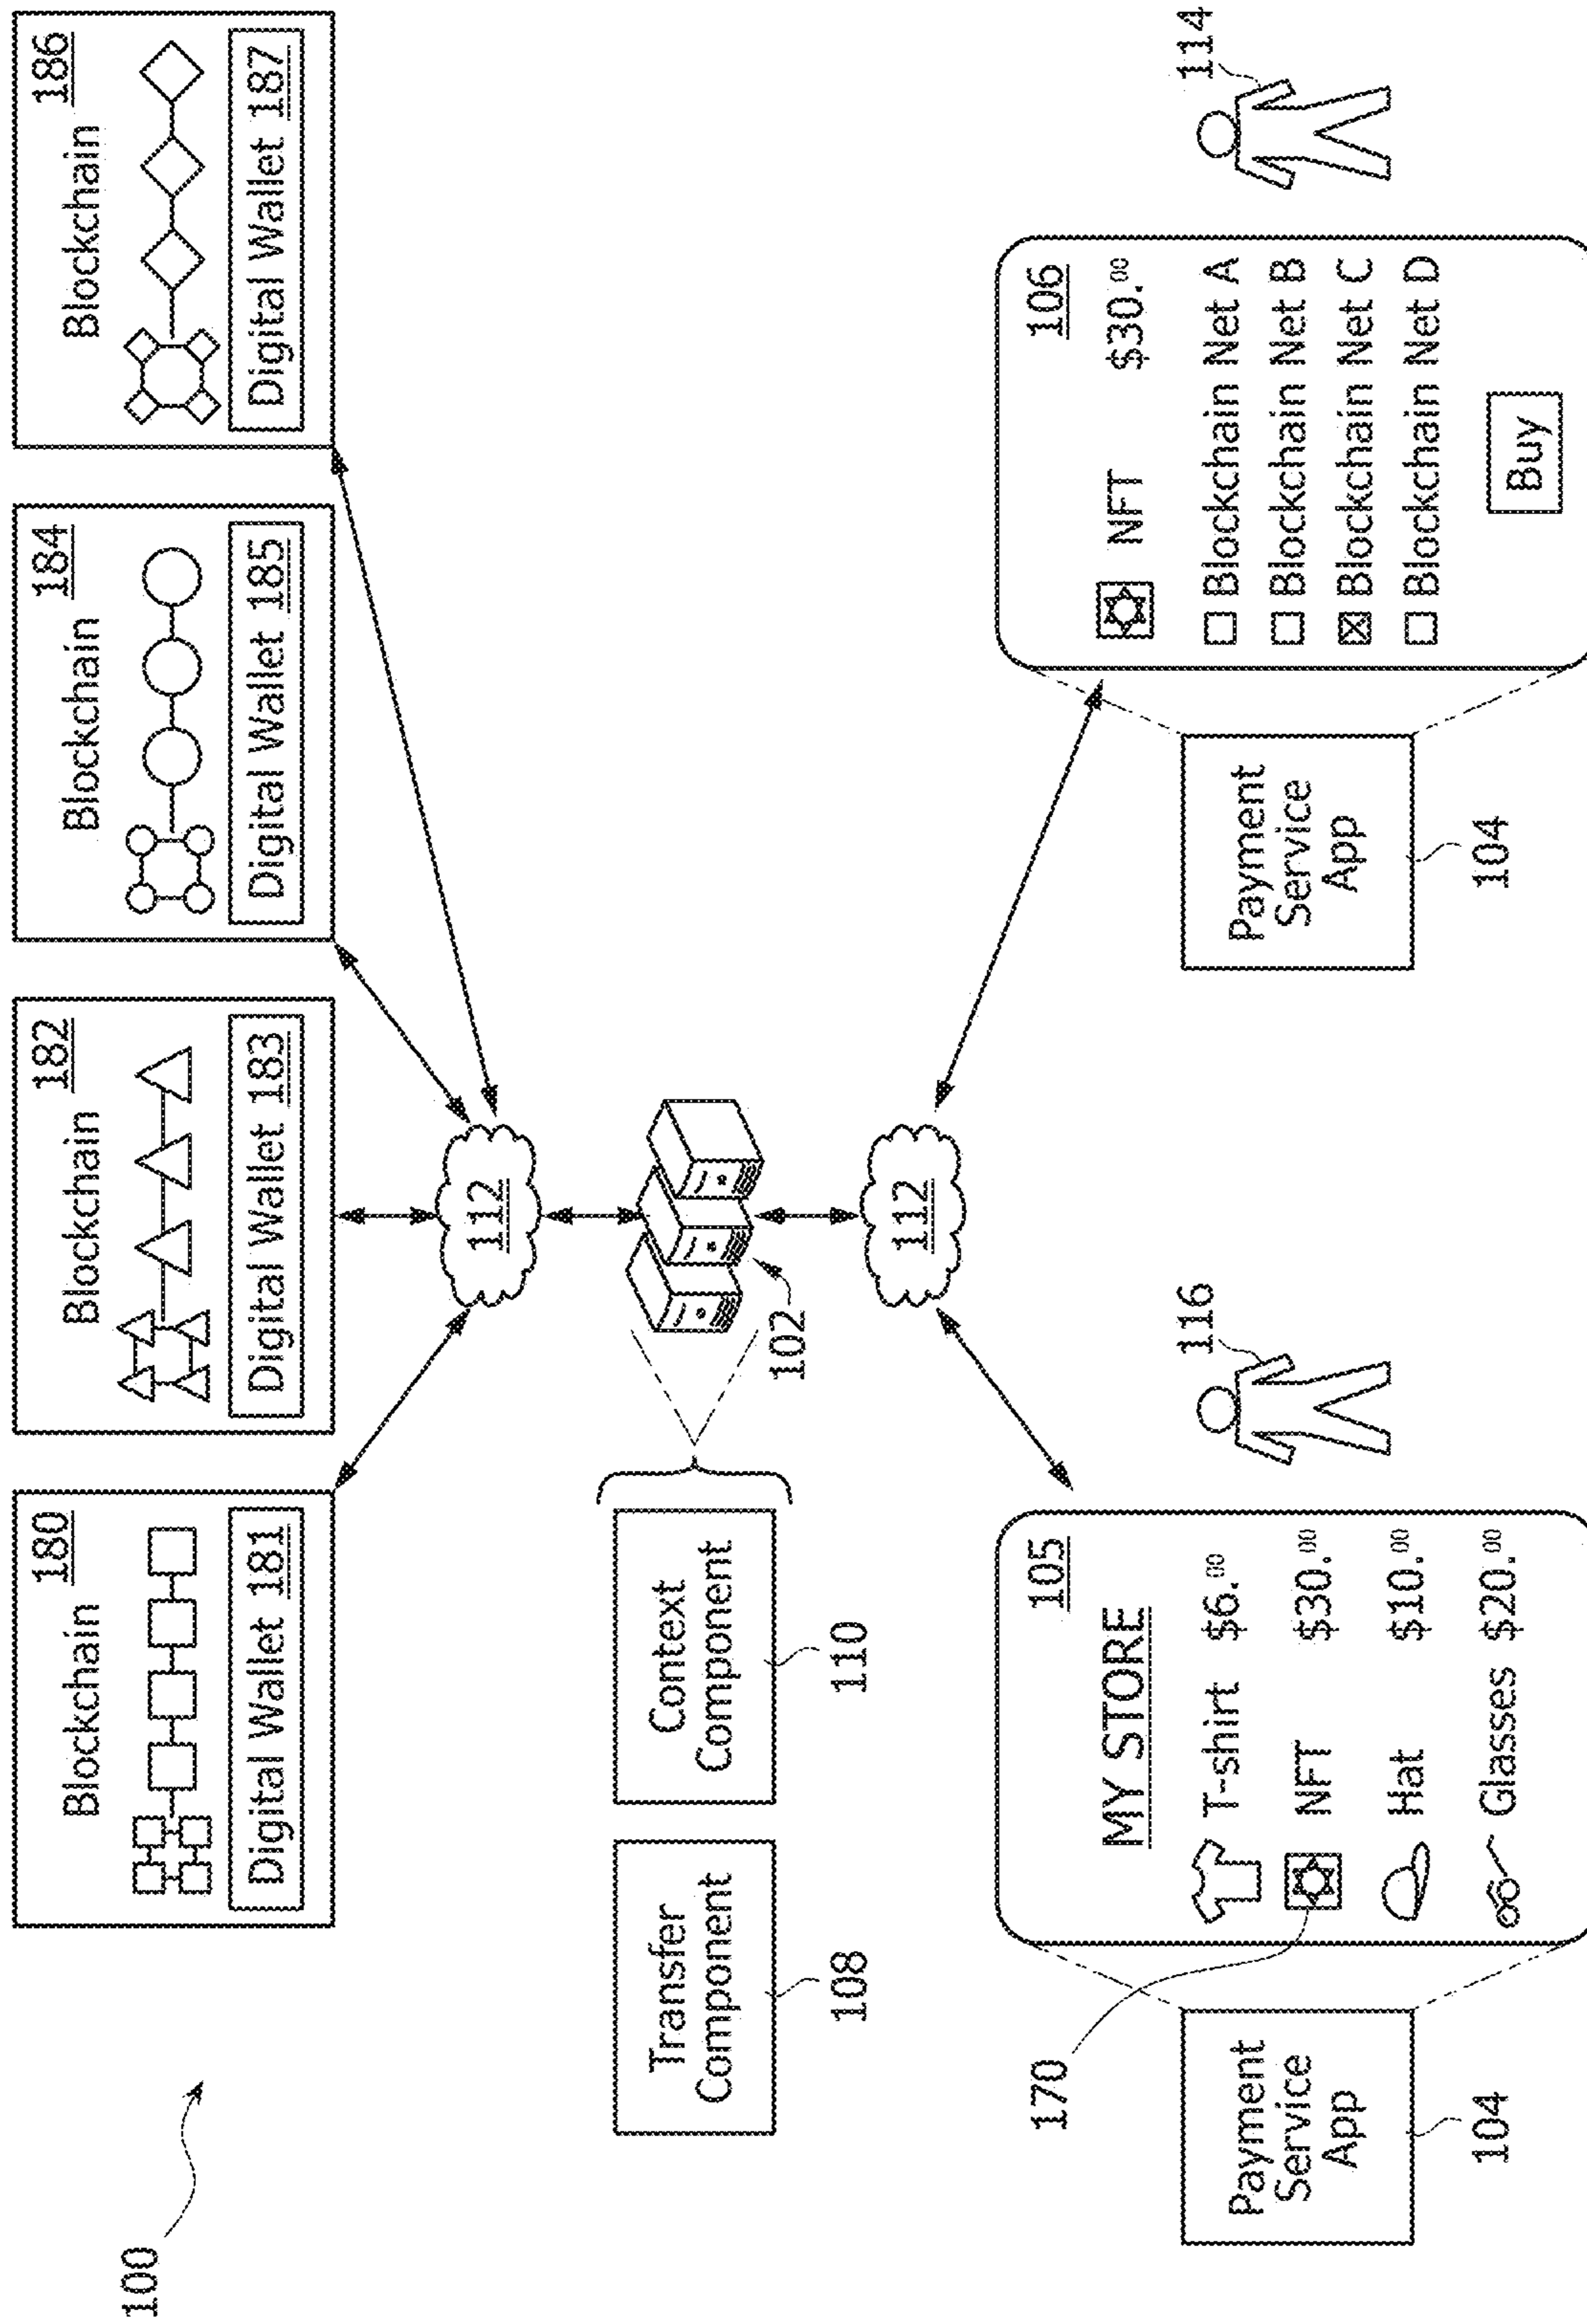 100
Blockchain 180
Digital Wallet 181
Blockchain 182
Digital Wallet 183
Blockchain 184
Digital Wallet 185
Blockchain 186
Digital Wallet 187
112
Transfer
Component
108
Context
Component
110
102
112
Payment
Service
App
104
170
105
MY STORE
T-shirt $6.00
NFT $30.00
Hat $10.00
Glasses $20.00
116
Payment
Service
App
104
106
NFT $30.00
Blockchain Net A
Blockchain Net B
Blockchain Net C
Blockchain Net D
Buy
114